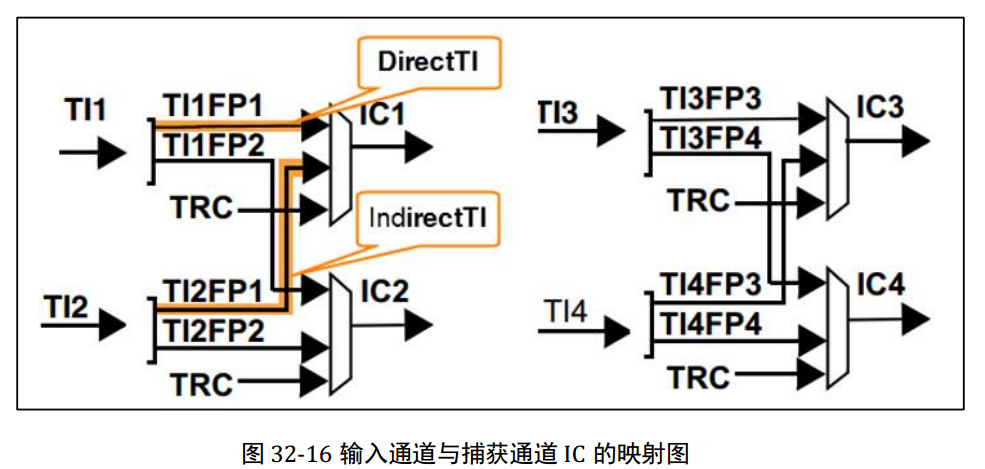 DirectTI
TI1
TI1FP1
IC1
TI1FP2
TRC
IndirectTI
TI2
TI2FP1
IC2
TI2FP2
TRC
TI3
TI3FP3
IC3
TI3FP4
TRC
TI4
TI4FP3
IC4
TI4FP4
TRC
图 32-16 输入通道与捕获通道 IC 的映射图